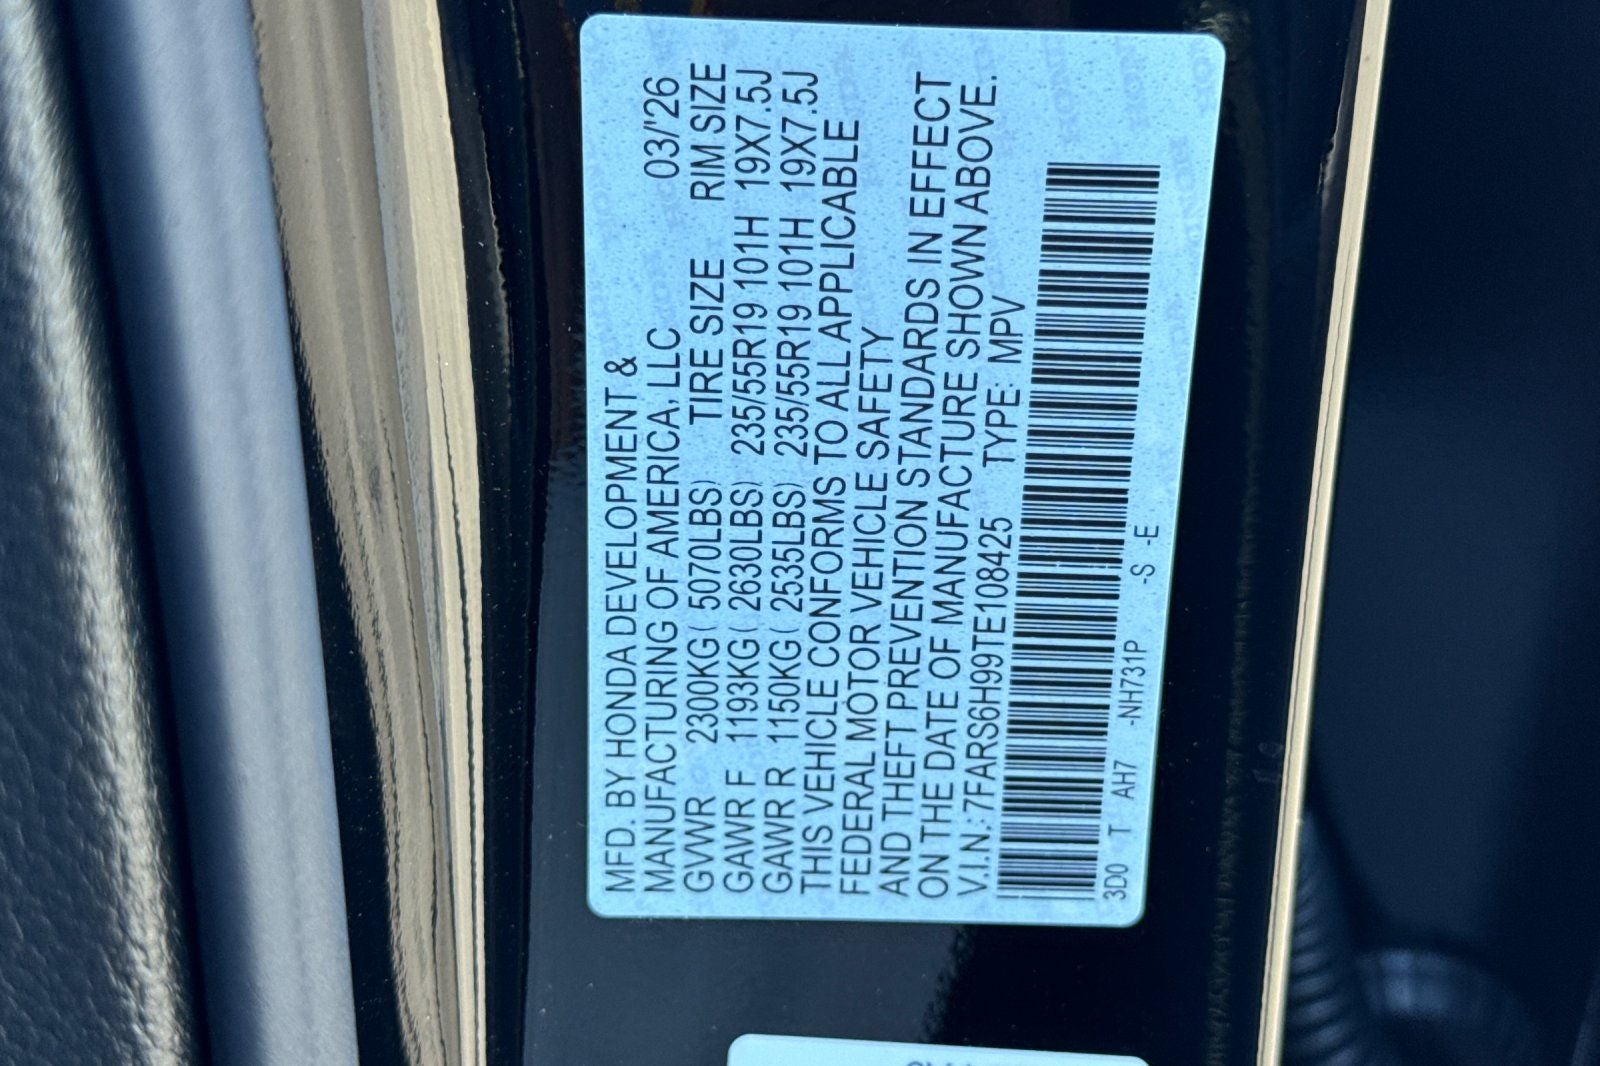 MFD. BY HONDA DEVELOPMENT &
MANUFACTURING OF AMERICA, LLC 03/'26
GVWR 2300KG( 5070LBS) TIRE SIZE RIM SIZE
GAWR F 1193KG( 2630LBS) 235/55R19 101H 19X7.5J
GAWR R 1150KG( 2535LBS) 235/55R19 101H 19X7.5J
THIS VEHICLE CONFORMS TO ALL APPLICABLE
FEDERAL MOTOR VEHICLE SAFETY
AND THEFT PREVENTION STANDARDS IN EFFECT
ON THE DATE OF MANUFACTURE SHOWN ABOVE.
V.I.N.:7FARS6H99TE108425 TYPE: MPV
3D0 T AH7 -NH731P -S -E